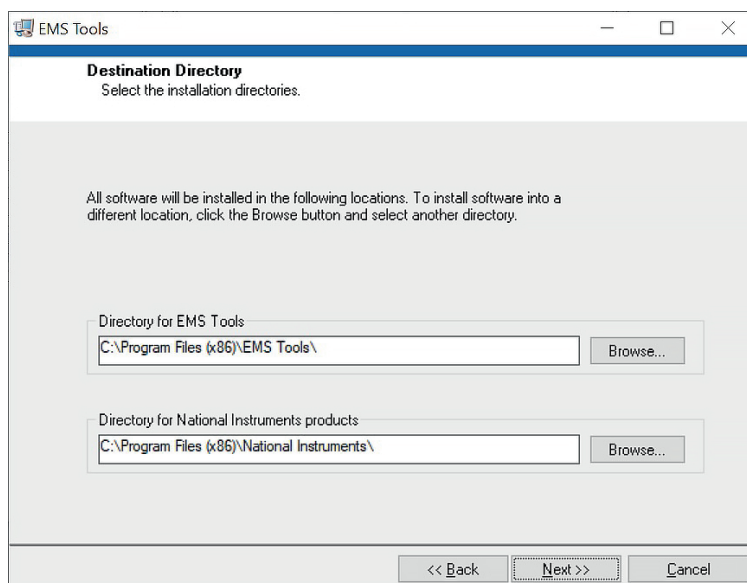 EMS Tools
Destination Directory
Select the installation directories.
All software will be installed in the following locations. To install software into a
different location, click the Browse button and select another directory.
Directory for EMS Tools
C:\Program Files (x86)\EMS Tools\
Browse...
Directory for National Instruments products
C:\Program Files (x86)\National Instruments\
Browse...
<< Back
Next >>
Cancel